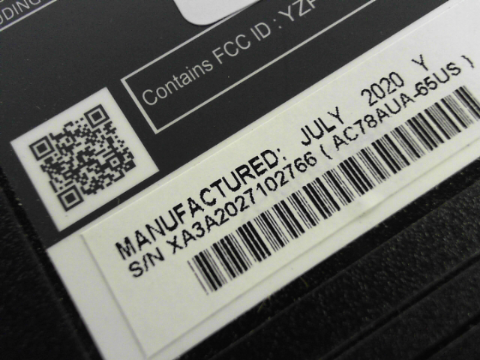 Contains FCC ID : YZP
MANUFACTURED: JULY 2020 Y
S/N XA3A2027102766 ( AC78AUA-65US )